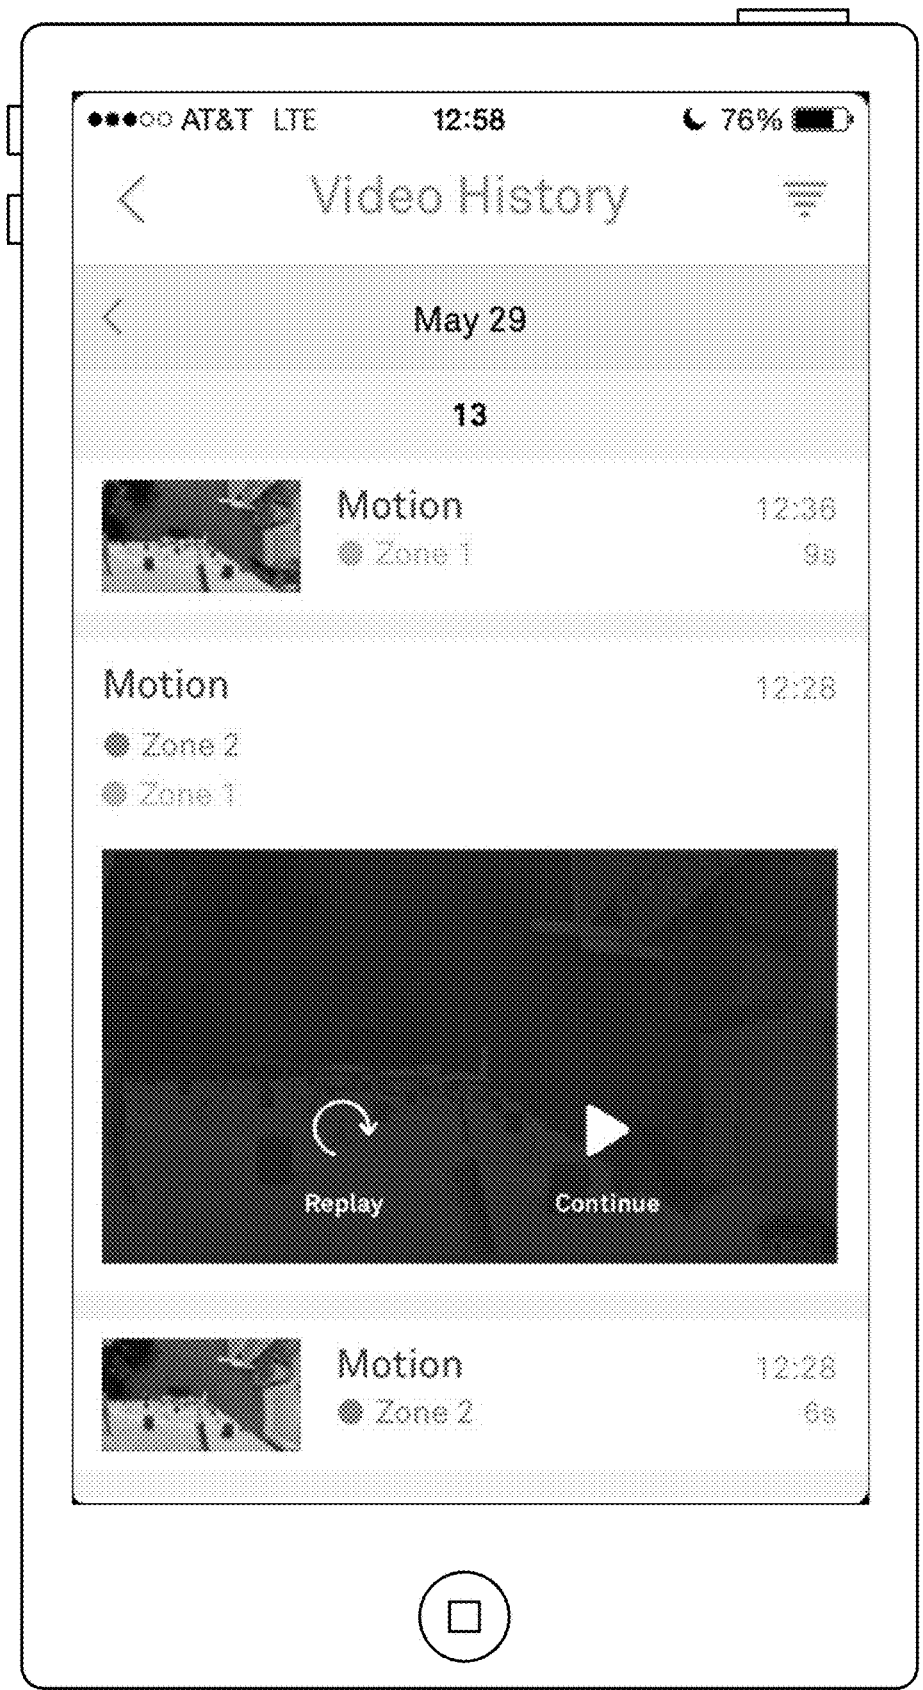 AT&T LTE 12:58 76%
Video History
May 29
13
Motion 12:36
Zone 1 9s
Motion 12:28
Zone 2
Zone 1
Replay Continue
Motion 12:28
Zone 2 6s